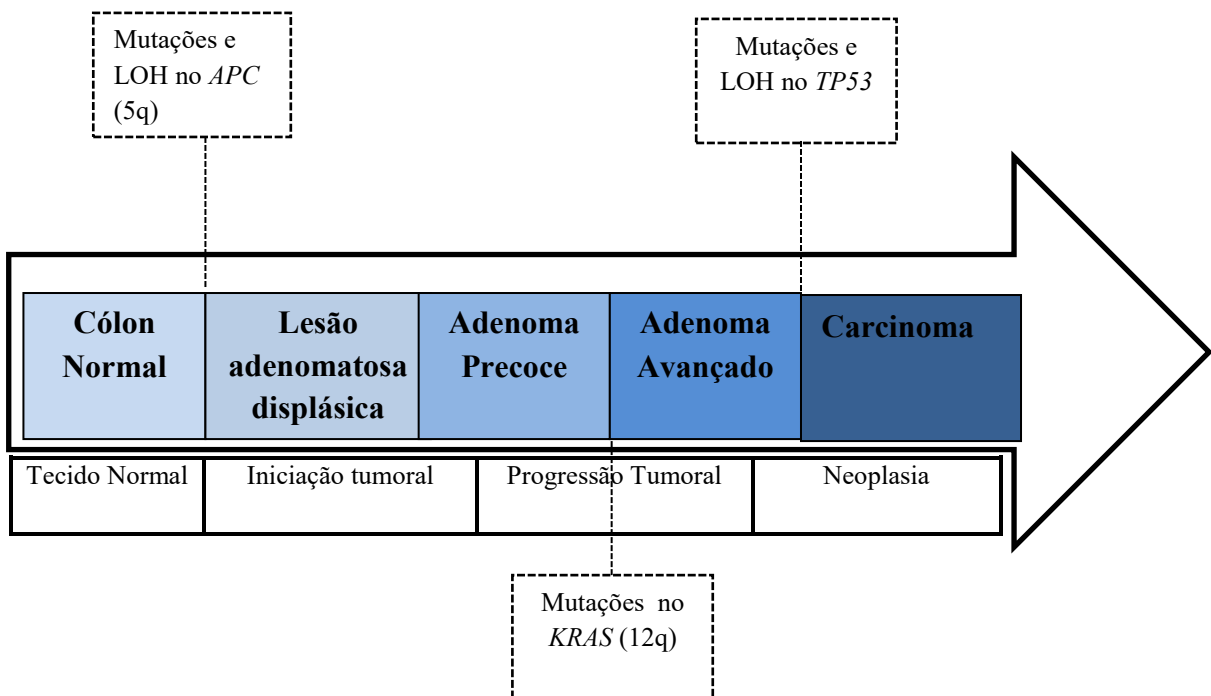 Mutações e
LOH no APC
(5q)
Mutações e
LOH no TP53
Cólon
Normal
Lesão
adenomatosa
displásica
Adenoma
Precoce
Adenoma
Avançado
Carcinoma
Tecido Normal
Iniciação tumoral
Progressão Tumoral
Neoplasia
Mutações no
KRAS (12q)